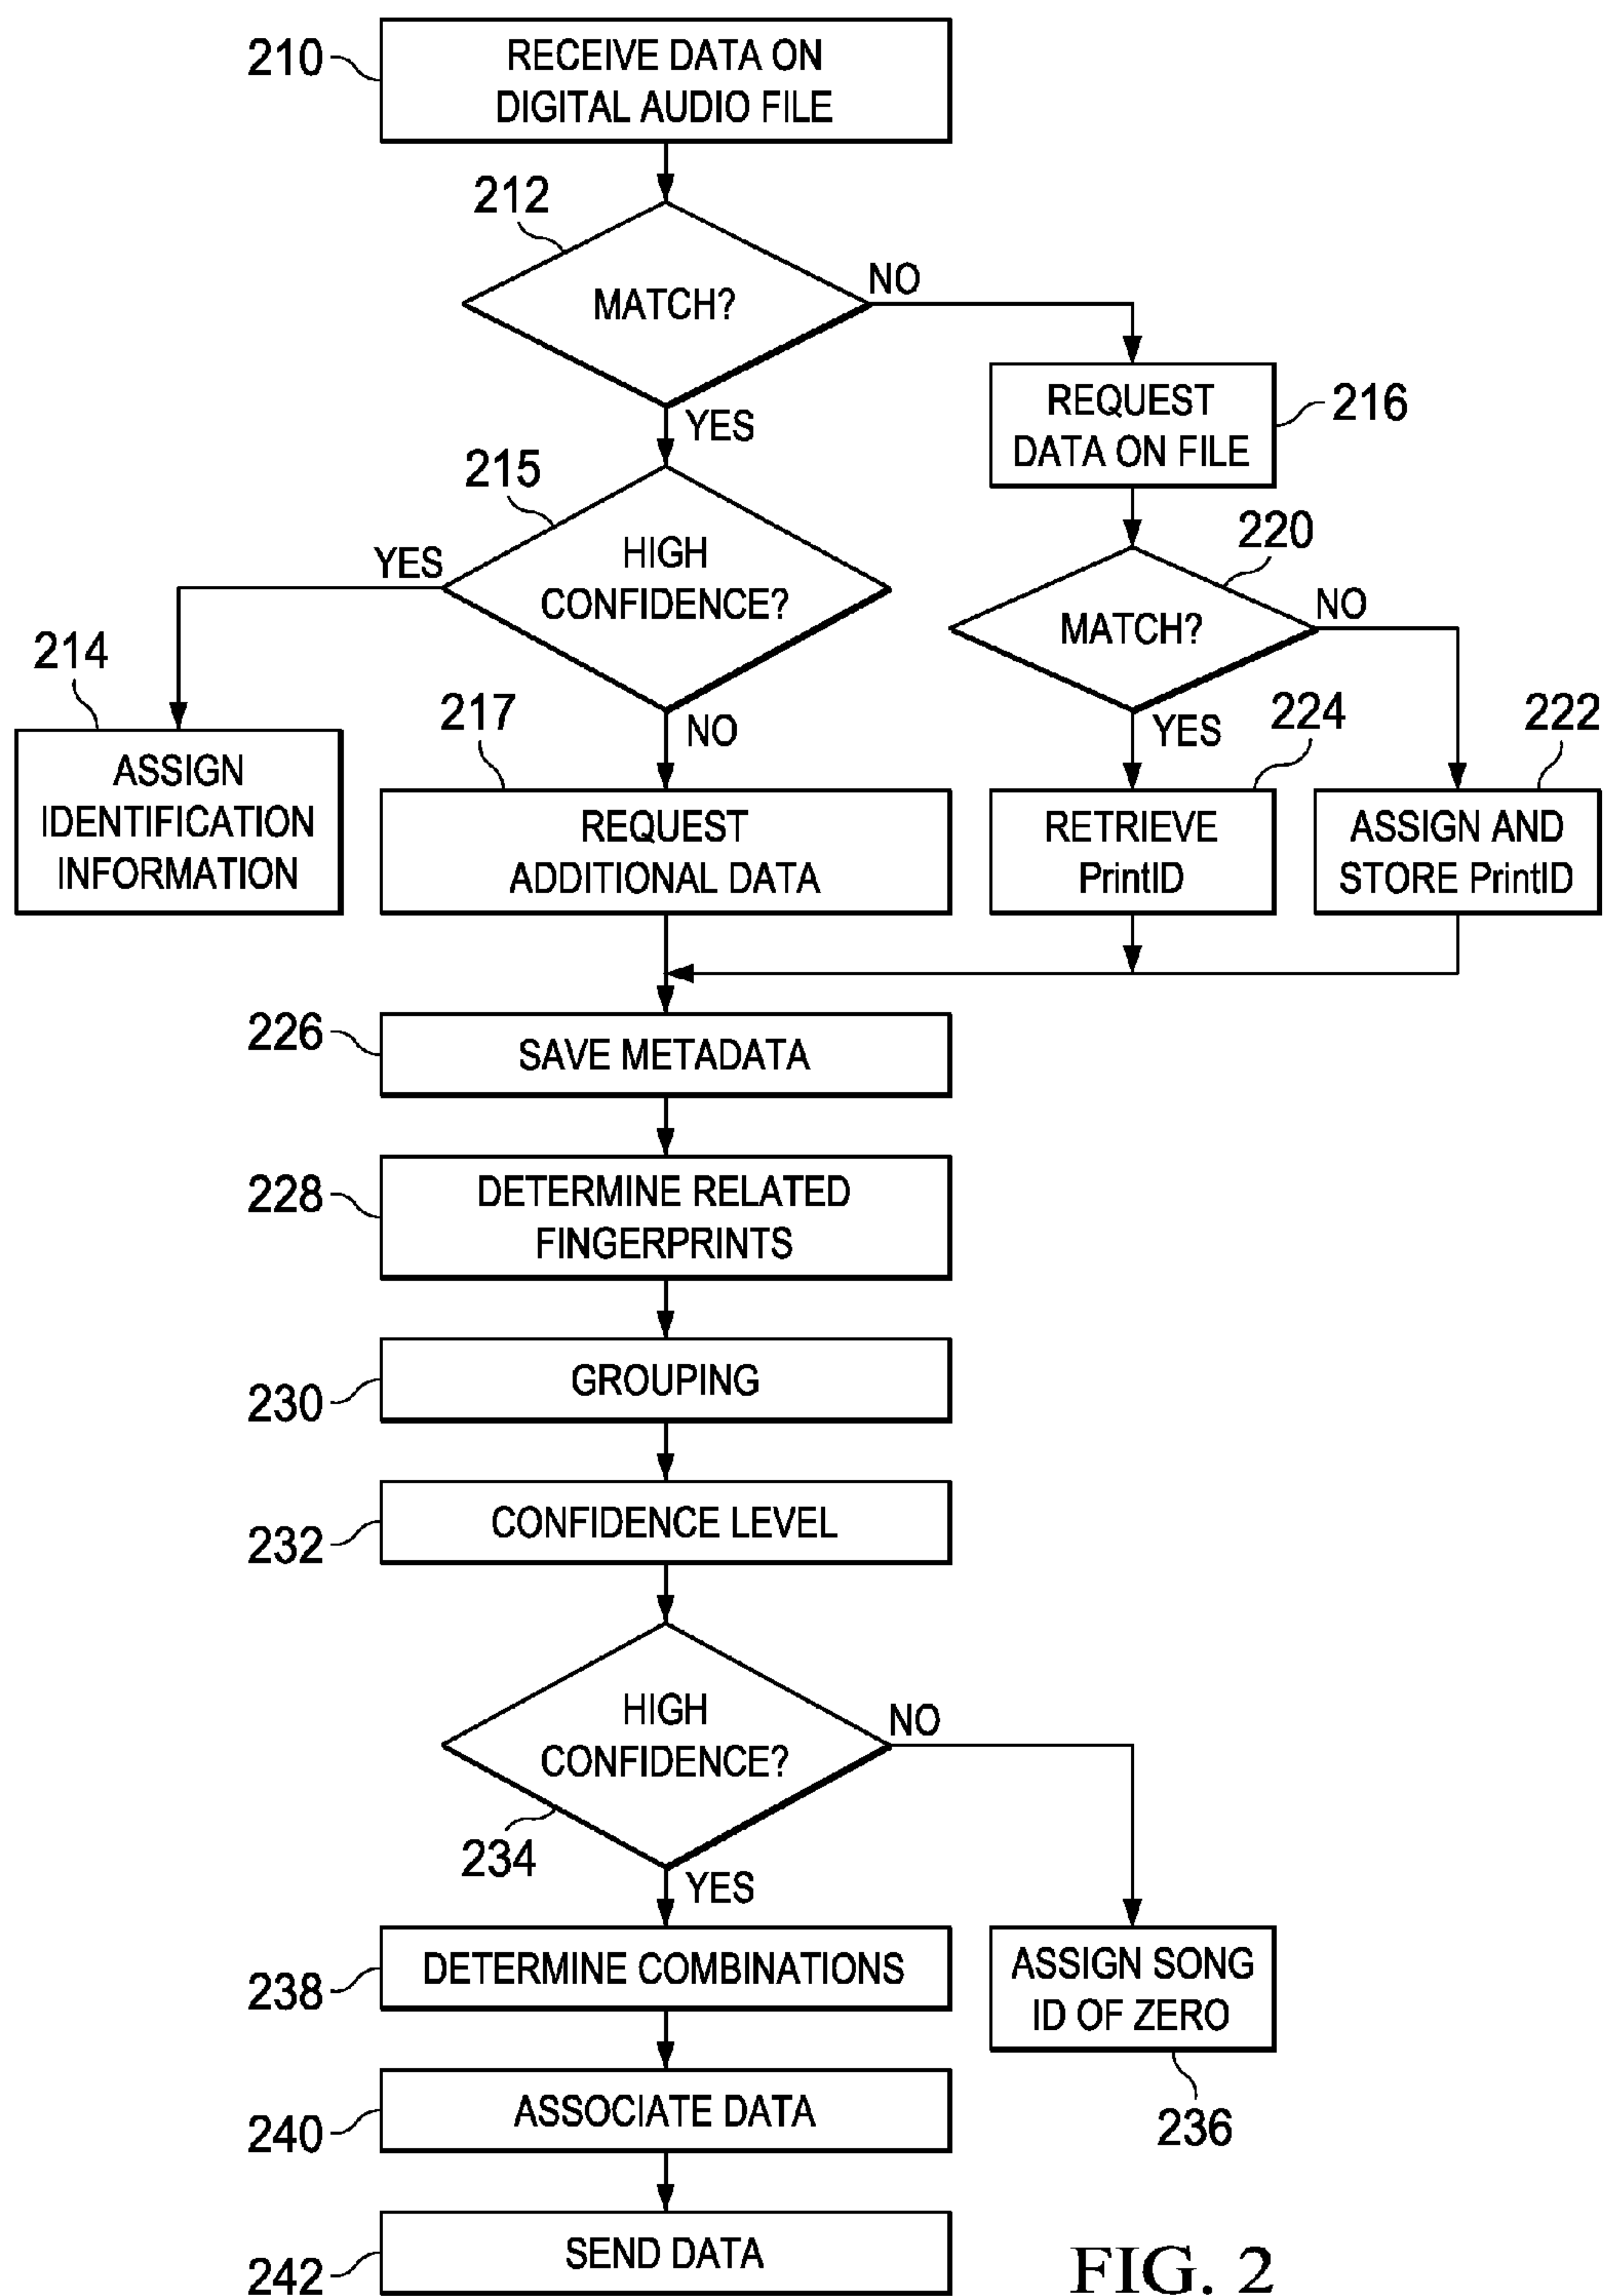 210
RECEIVE DATA ON
DIGITAL AUDIO FILE
212
MATCH?
NO
YES
REQUEST
DATA ON FILE
216
215
HIGH
CONFIDENCE?
YES
NO
220
MATCH?
NO
YES
214
ASSIGN
IDENTIFICATION
INFORMATION
217
REQUEST
ADDITIONAL DATA
224
RETRIEVE
PrintID
222
ASSIGN AND
STORE PrintID
226
SAVE METADATA
228
DETERMINE RELATED
FINGERPRINTS
230
GROUPING
232
CONFIDENCE LEVEL
HIGH
CONFIDENCE?
NO
234
YES
238
DETERMINE COMBINATIONS
ASSIGN SONG
ID OF ZERO
236
240
ASSOCIATE DATA
242
SEND DATA
FIG. 2